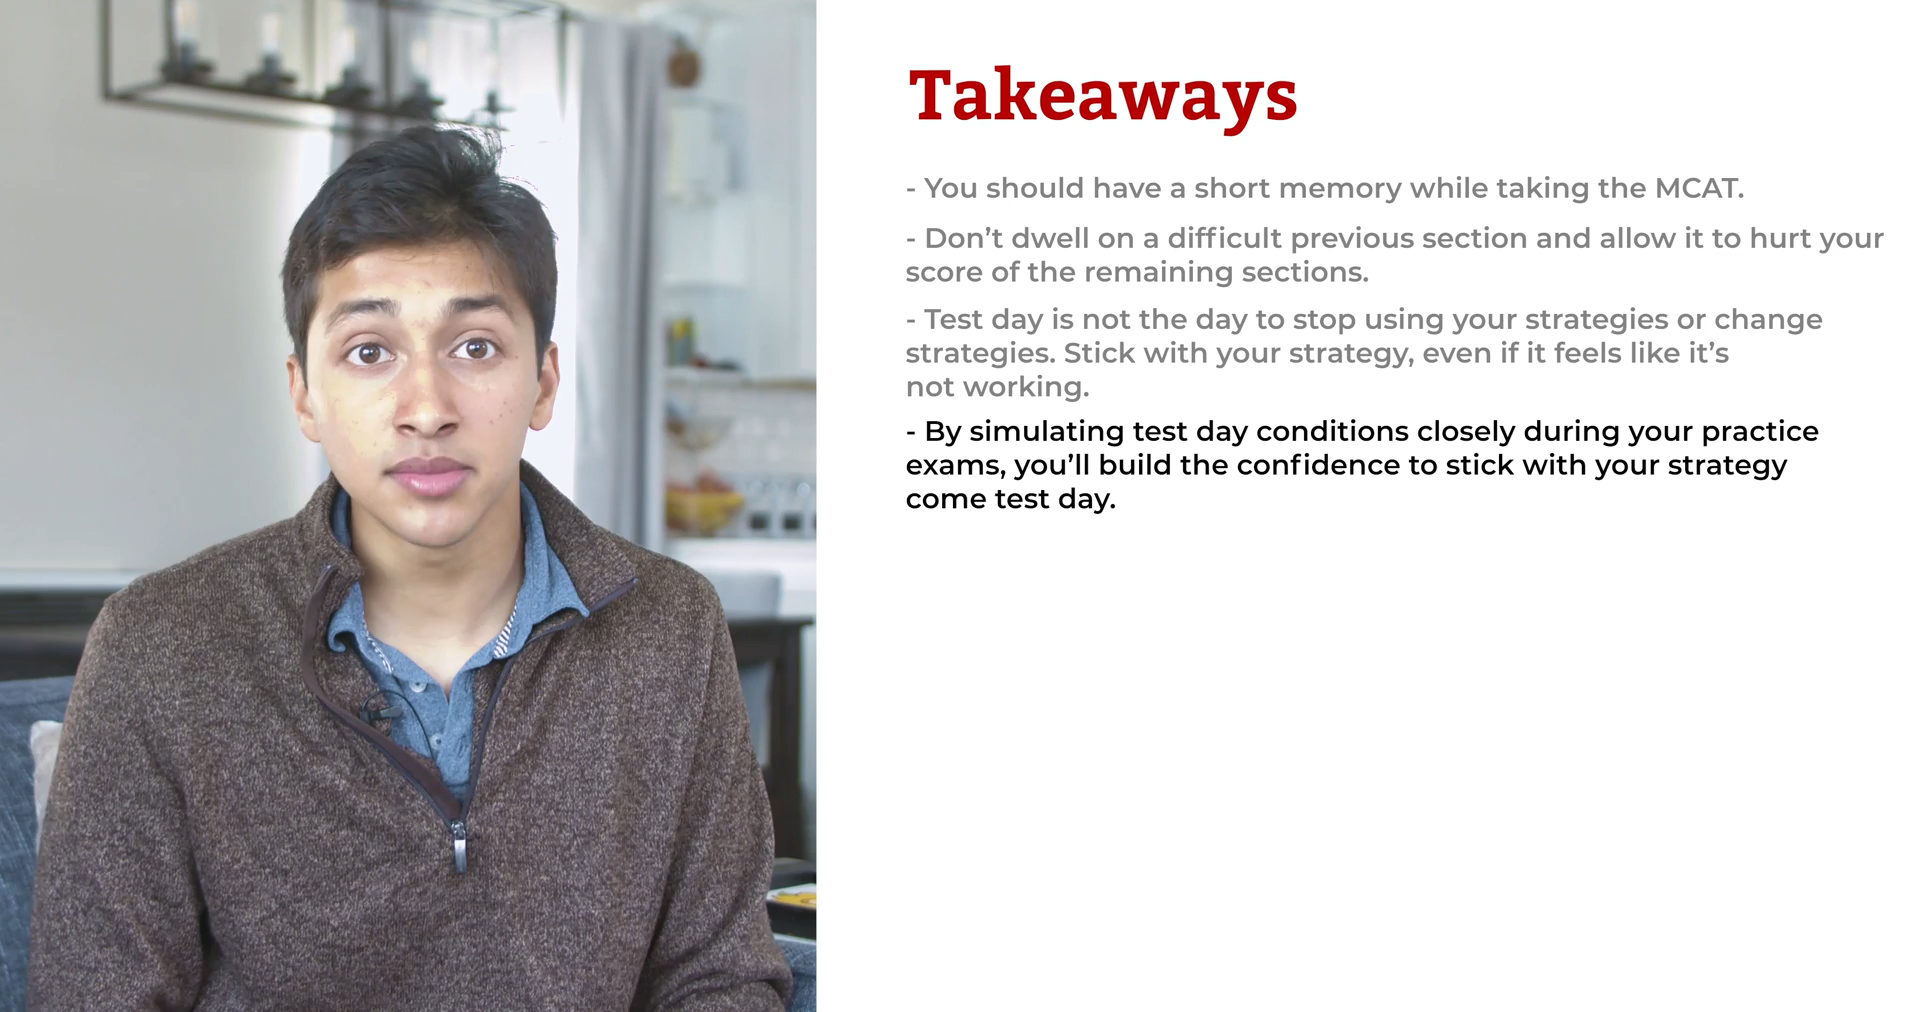 Takeaways
- You should have a short memory while taking the MCAT.
- Don’t dwell on a difficult previous section and allow it to hurt your
score of the remaining sections.
- Test day is not the day to stop using your strategies or change
strategies. Stick with your strategy, even if it feels like it’s
not working.
- By simulating test day conditions closely during your practice
exams, you’ll build the confidence to stick with your strategy
come test day.